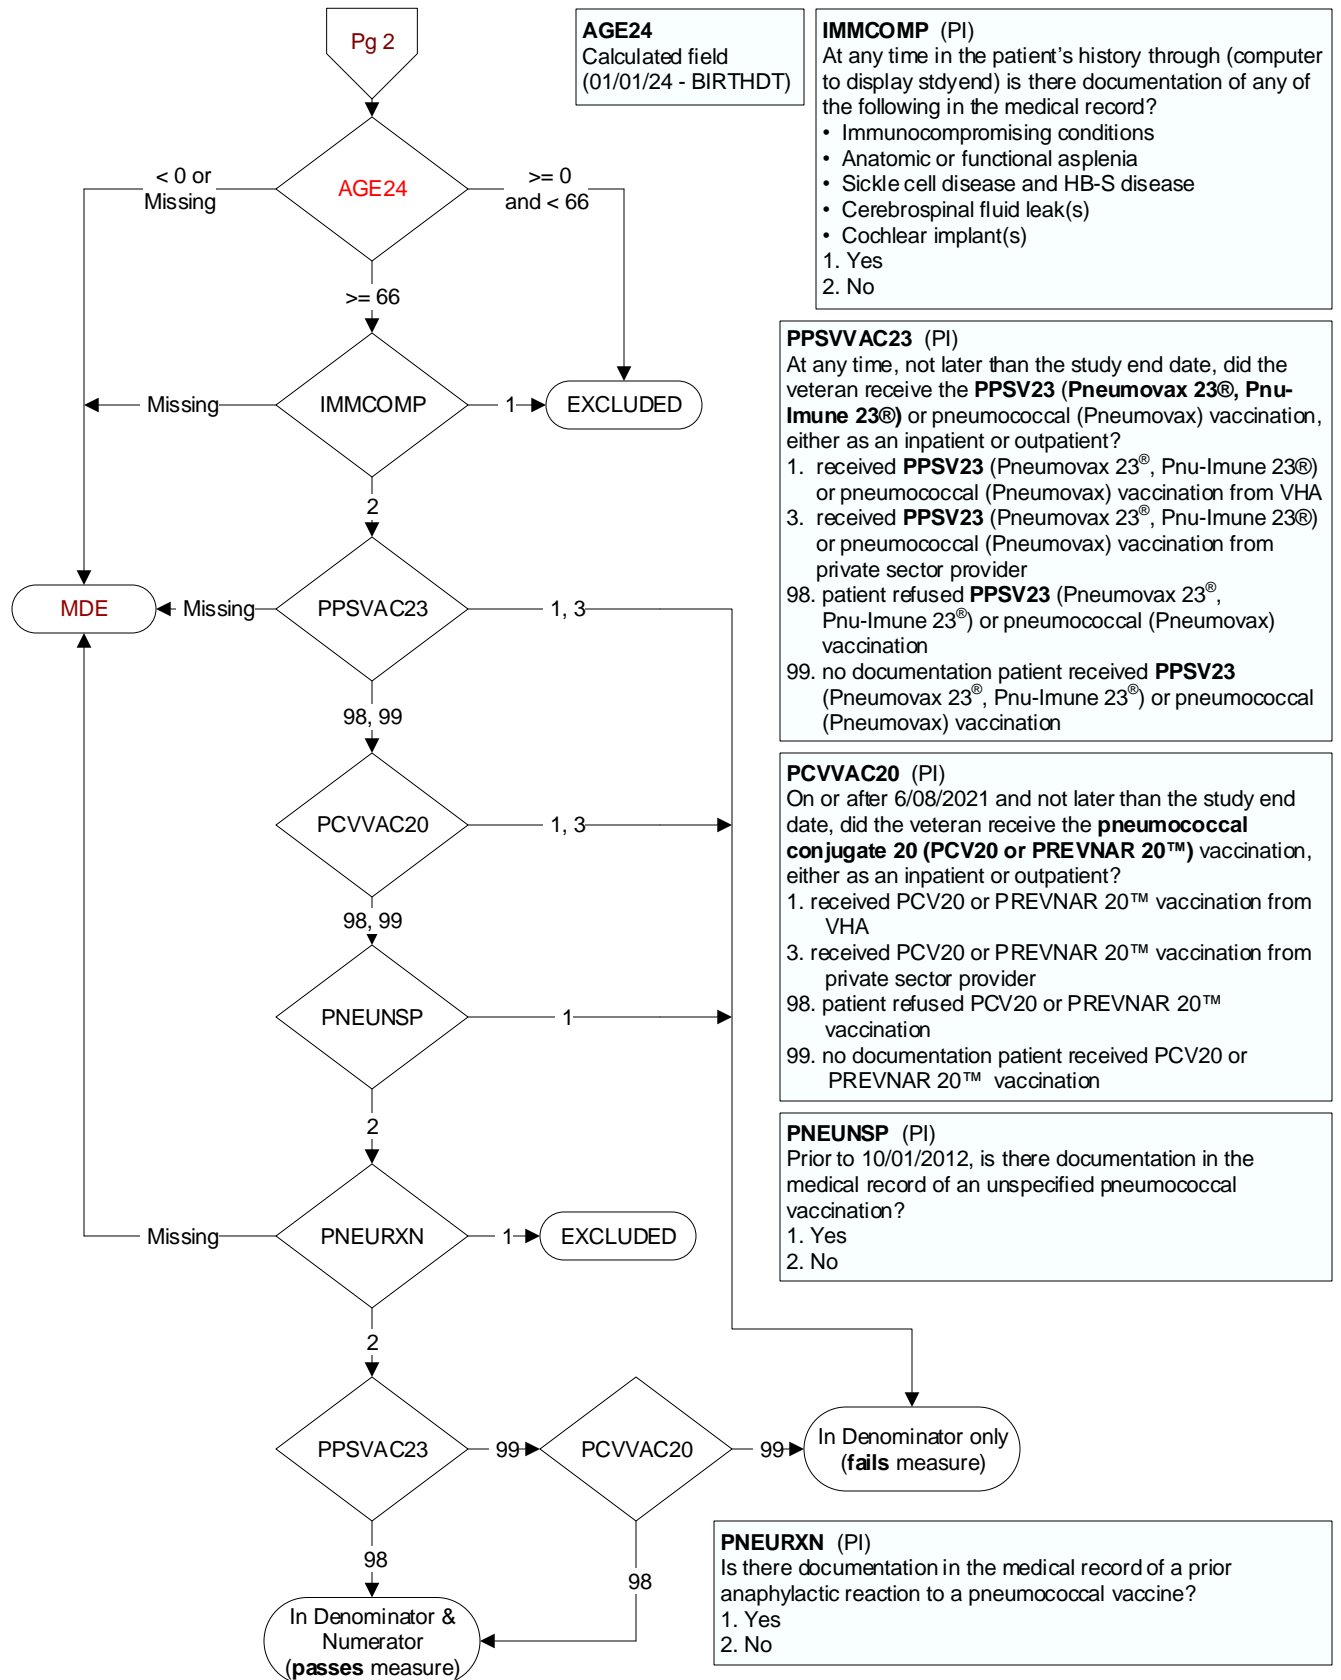 Pg 2
AGE24
Calculated field
(01/01/24 - BIRTHDT)
IMMCOMP (PI)
At any time in the patient's history through (computer
to display stdyend) is there documentation of any of
the following in the medical record?
• Immunocompromising conditions
• Anatomic or functional asplenia
• Sickle cell disease and HB-S disease
• Cerebrospinal fluid leak(s)
• Cochlear implant(s)
1. Yes
2. No
< 0 or
Missing
AGE24
>= 0
and < 66
>= 66
Missing
IMMCOMP
1
EXCLUDED
2
PPSVVAC23 (PI)
At any time, not later than the study end date, did the
veteran receive the PPSV23 (Pneumovax 23®, Pnu-
Imune 23®) or pneumococcal (Pneumovax) vaccination,
either as an inpatient or outpatient?
1. received PPSV23 (Pneumovax 23®, Pnu-Imune 23®)
or pneumococcal (Pneumovax) vaccination from VHA
3. received PPSV23 (Pneumovax 23®, Pnu-Imune 23®)
or pneumococcal (Pneumovax) vaccination from
private sector provider
98. patient refused PPSV23 (Pneumovax 23®,
Pnu-Imune 23®) or pneumococcal (Pneumovax)
vaccination
99. no documentation patient received PPSV23
(Pneumovax 23®, Pnu-Imune 23®) or pneumococcal
(Pneumovax) vaccination
MDE
Missing
PPSVAC23
1, 3
98, 99
PCVVAC20
1, 3
98, 99
PCVVAC20 (PI)
On or after 6/08/2021 and not later than the study end
date, did the veteran receive the pneumococcal
conjugate 20 (PCV20 or PREVNAR 20™) vaccination,
either as an inpatient or outpatient?
1. received PCV20 or PREVNAR 20™ vaccination from
VHA
3. received PCV20 or PREVNAR 20™ vaccination from
private sector provider
98. patient refused PCV20 or PREVNAR 20™
vaccination
99. no documentation patient received PCV20 or
PREVNAR 20™ vaccination
PNEUNSP
1
2
PNEUNSP (PI)
Prior to 10/01/2012, is there documentation in the
medical record of an unspecified pneumococcal
vaccination?
1. Yes
2. No
Missing
PNEURXN
1
EXCLUDED
2
PPSVAC23
99
PCVVAC20
99
In Denominator only
(fails measure)
98
98
In Denominator &
Numerator
(passes measure)
PNEURXN (PI)
Is there documentation in the medical record of a prior
anaphylactic reaction to a pneumococcal vaccine?
1. Yes
2. No